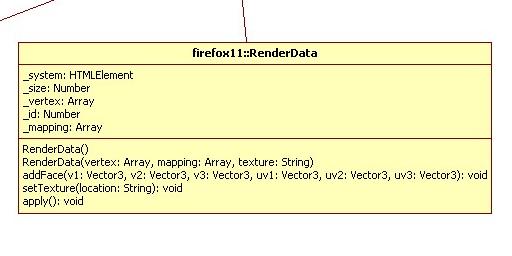 firefox11::RenderData
_system: HTMLElement
_size: Number
_vertex: Array
_id: Number
_mapping: Array
RenderData()
RenderData(vertex: Array, mapping: Array, texture: String)
addFace(v1: Vector3, v2: Vector3, v3: Vector3, uv1: Vector3, uv2: Vector3, uv3: Vector3): void
setTexture(location: String): void
apply(): void